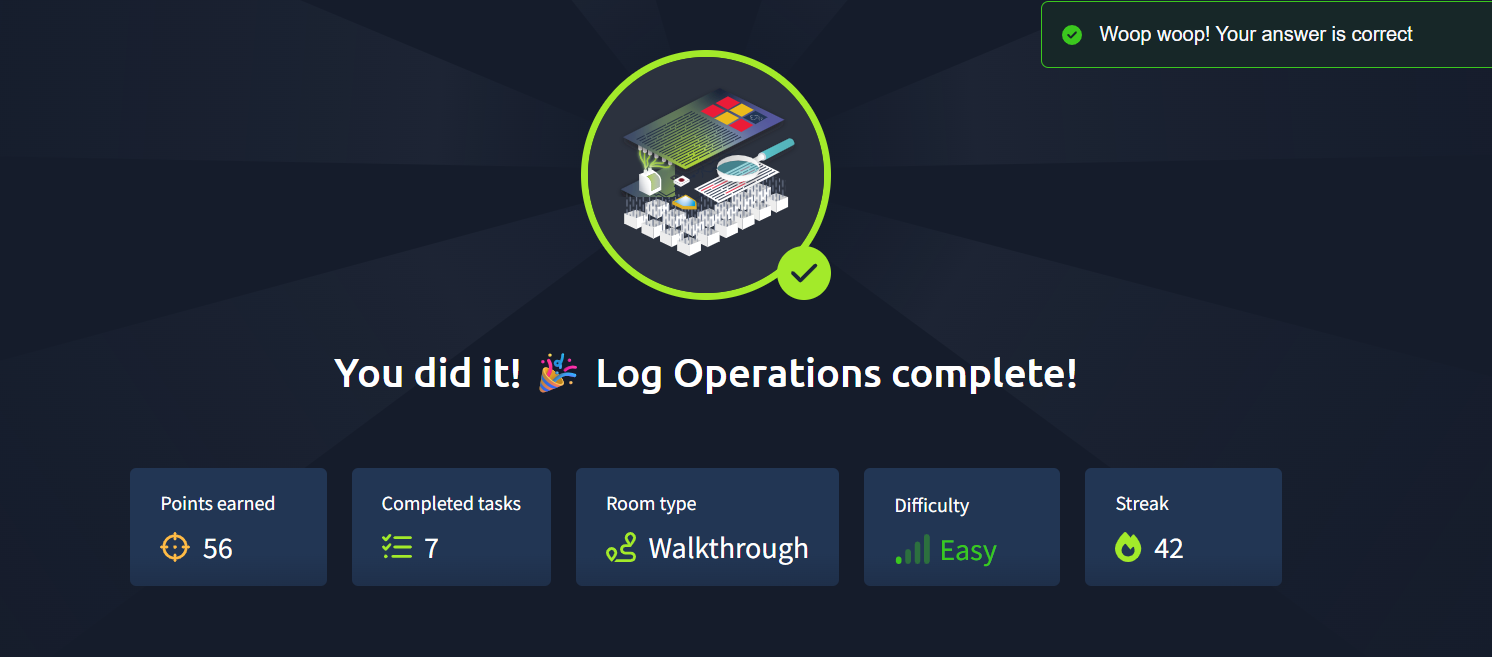 Woop woop! Your answer is correct
You did it! 🎉 Log Operations complete!
Points earned
56
Completed tasks
7
Room type
Walkthrough
Difficulty
Easy
Streak
42